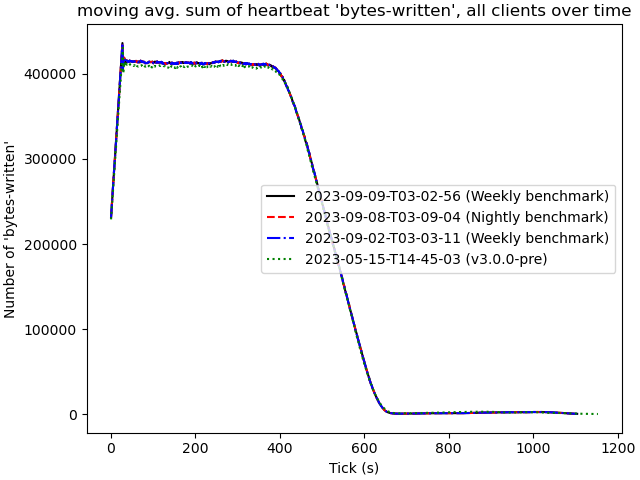 moving avg. sum of heartbeat 'bytes-written', all clients over time
Number of 'bytes-written'
400000
300000
200000
100000
0
2023-09-09-T03-02-56 (Weekly benchmark)
2023-09-08-T03-09-04 (Nightly benchmark)
2023-09-02-T03-03-11 (Weekly benchmark)
2023-05-15-T14-45-03 (v3.0.0-pre)
0 200 400 600 800 1000 1200
Tick (s)